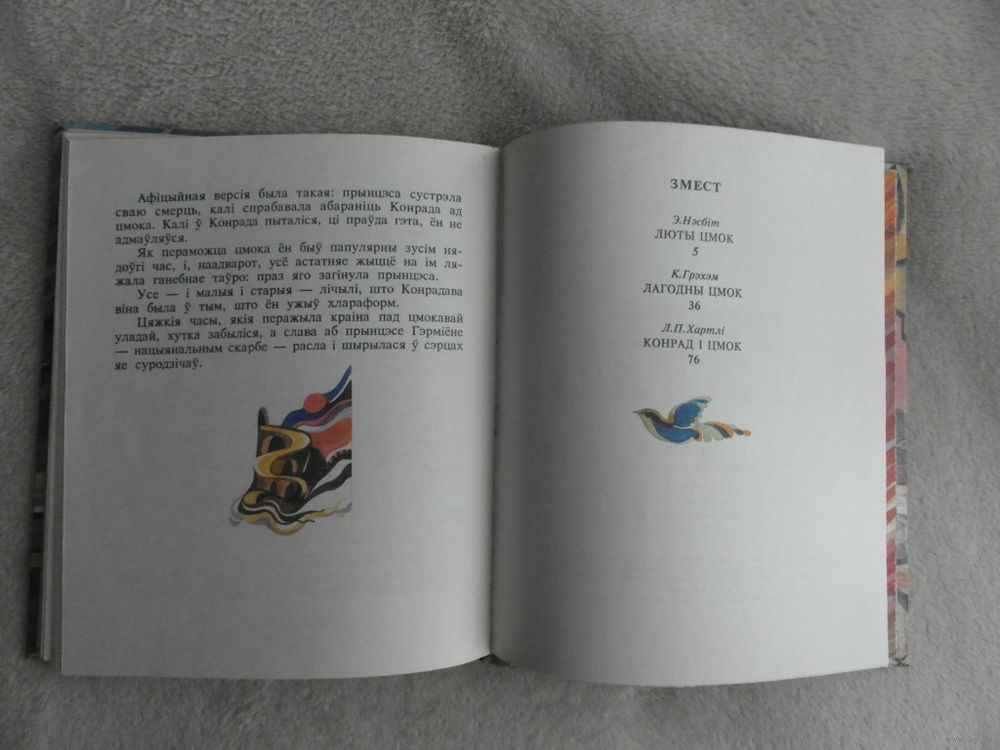 Афіцыйная версія была такая: прынцэса сустрэла
сваю смерць, калі спрабавала абараніць Конрада ад
цмока. Калі ў Конрада пыталіся, ці праўда гэта, ён не
адмаўляўся.
Як пераможца цмока ён быў папулярны зусім ня-
доўгі час, і, наадварот, усё астатняе жыццё на ім ля-
жала ганебнае таўро: праз яго загінула прынцэса.
Усе — і малыя і старыя — лічылі, што Конрадава
віна была ў тым, што ён ужыў хлараформ.
Цяжкія часы, якія перажыла краіна пад цмокавай
уладай, хутка забыліся, а слава аб прынцэсе Гэрміёне
— нацыянальным скарбе — расла і шырылася ў сэрцах
яе суродзічаў.
ЗМЕСТ
Э.Нэсбіт
ЛЮТЫ ЦМОК
5
К.Грэхэм
ЛАГОДНЫ ЦМОК
36
Л.П.Хартлі
КОНРАД І ЦМОК
76